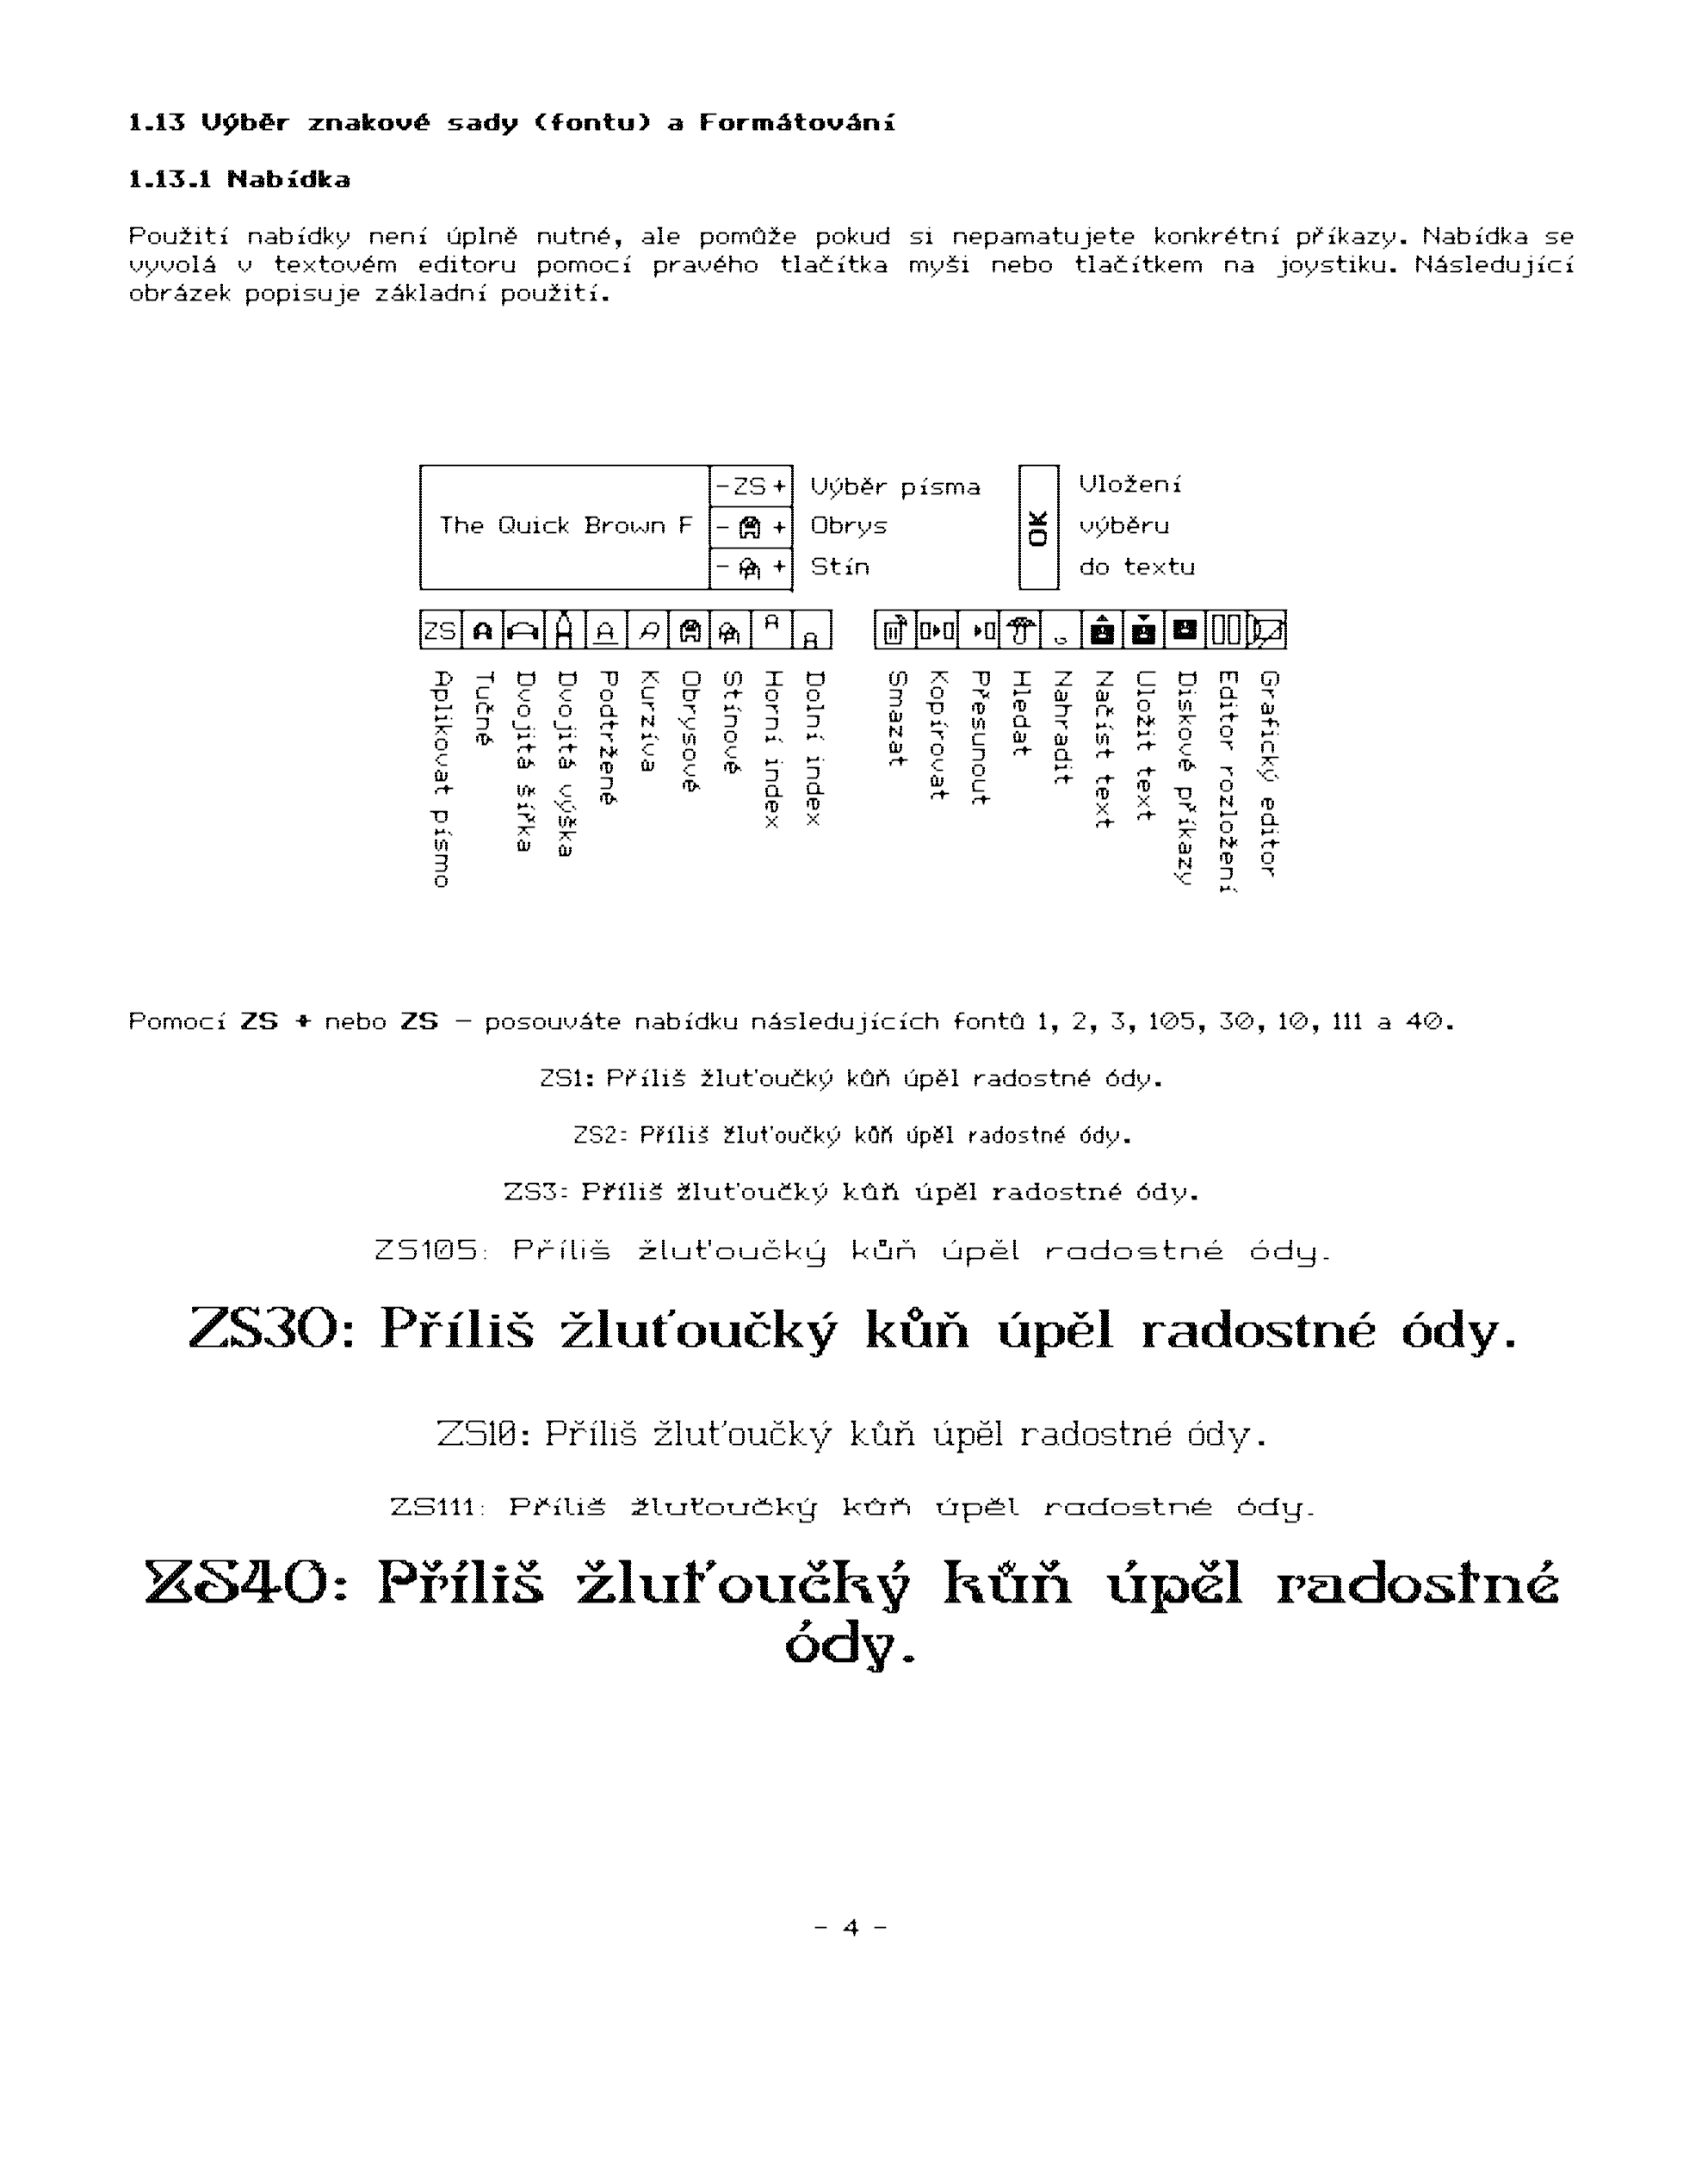 1.13 Výběr znakové sady (fontu) a Formátování
1.13.1 Nabídka
Použití nabídky není úplně nutné, ale pomůže pokud si nepamatujete konkrétní příkazy. Nabídka se
vyvolá v textovém editoru pomocí pravého tlačítka myši nebo tlačítkem na joystiku. Následující
obrázek popisuje základní použití.
- ZS + Výběr písma
The Quick Brown F
- + Obrys
- + Stín
OK
Uložení
výběru
do textu
ZS
Aplikovat písmo
Tučné
Dvojitá šířka
Dvojitá výška
Podtržené
Kurzíva
Obrysové
Stínové
Horní index
Dolní index
Smazat
Kopírovat
Přesunout
Hledat
Nahradit
Načíst text
Uložit text
Diskové příkazy
Editor rozložení
Grafický editor
Pomocí ZS + nebo ZS - posouváte nabídku následujících fontů 1, 2, 3, 105, 30, 10, 111 a 40.
ZS1: Příliš žluťoučký kůň úpěl radostné ódy.
ZS2: Příliš žluťoučký kůň úpěl radostné ódy.
ZS3: Příliš žluťoučký kůň úpěl radostné ódy.
ZS105: Příliš žluťoučký kůň úpěl radostné ódy.
ZS30: Příliš žluťoučký kůň úpěl radostné ódy.
ZS10: Příliš žluťoučký kůň úpěl radostné ódy.
ZS111: Příliš žluťoučký kůň úpěl radostné ódy.
ZS40: Příliš žluťoučký kůň úpěl radostné
ódy.
- 4 -